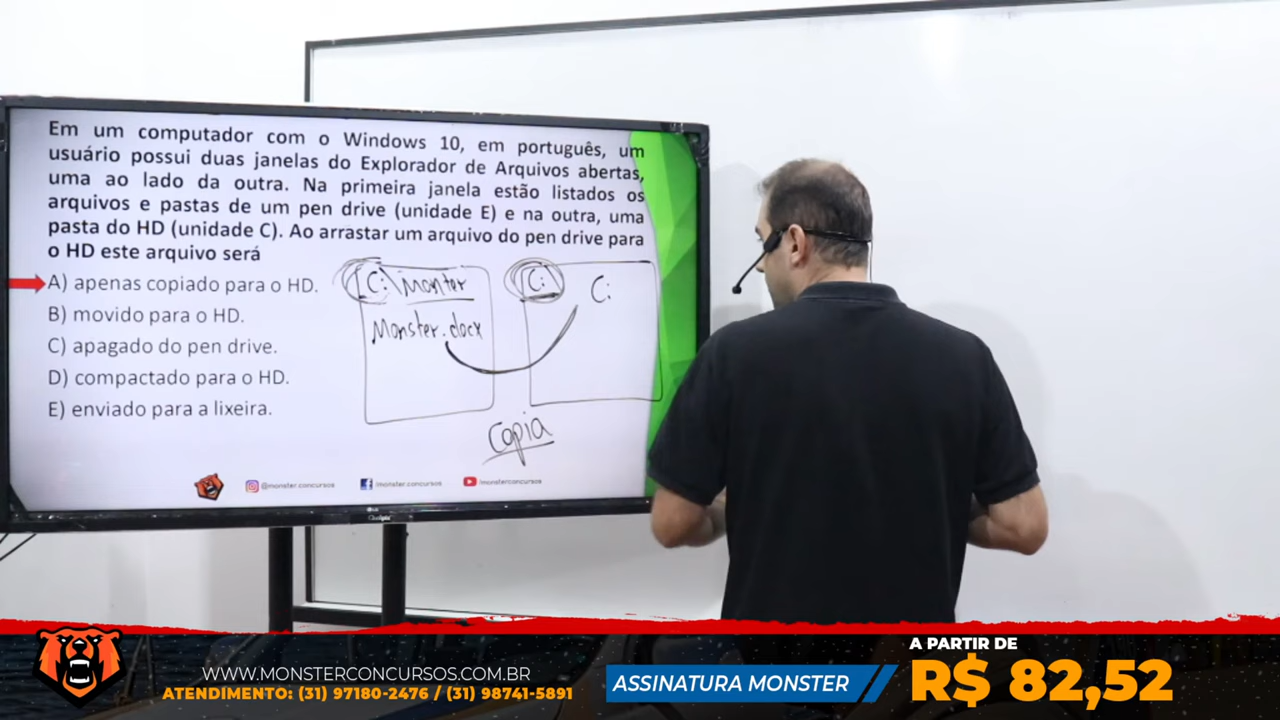 Em um computador com o Windows 10, em português, um
usuário possui duas janelas do Explorador de Arquivos abertas,
uma ao lado da outra. Na primeira janela estão listados os
arquivos e pastas de um pen drive (unidade E) e na outra, uma
pasta do HD (unidade C). Ao arrastar um arquivo do pen drive para
o HD este arquivo será
A) apenas copiado para o HD.
B) movido para o HD.
C) apagado do pen drive.
D) compactado para o HD.
E) enviado para a lixeira.
C:\Monter
C:
C:
Monster.docx
Copia
@monster.concursos
/monster.concursos
/monsterconcursos
LG
WWW.MONSTERCONCURSOS.COM.BR
ATENDIMENTO: (31) 97180-2476 / (31) 98741-5891
ASSINATURA MONSTER
A PARTIR DE
R$ 82,52